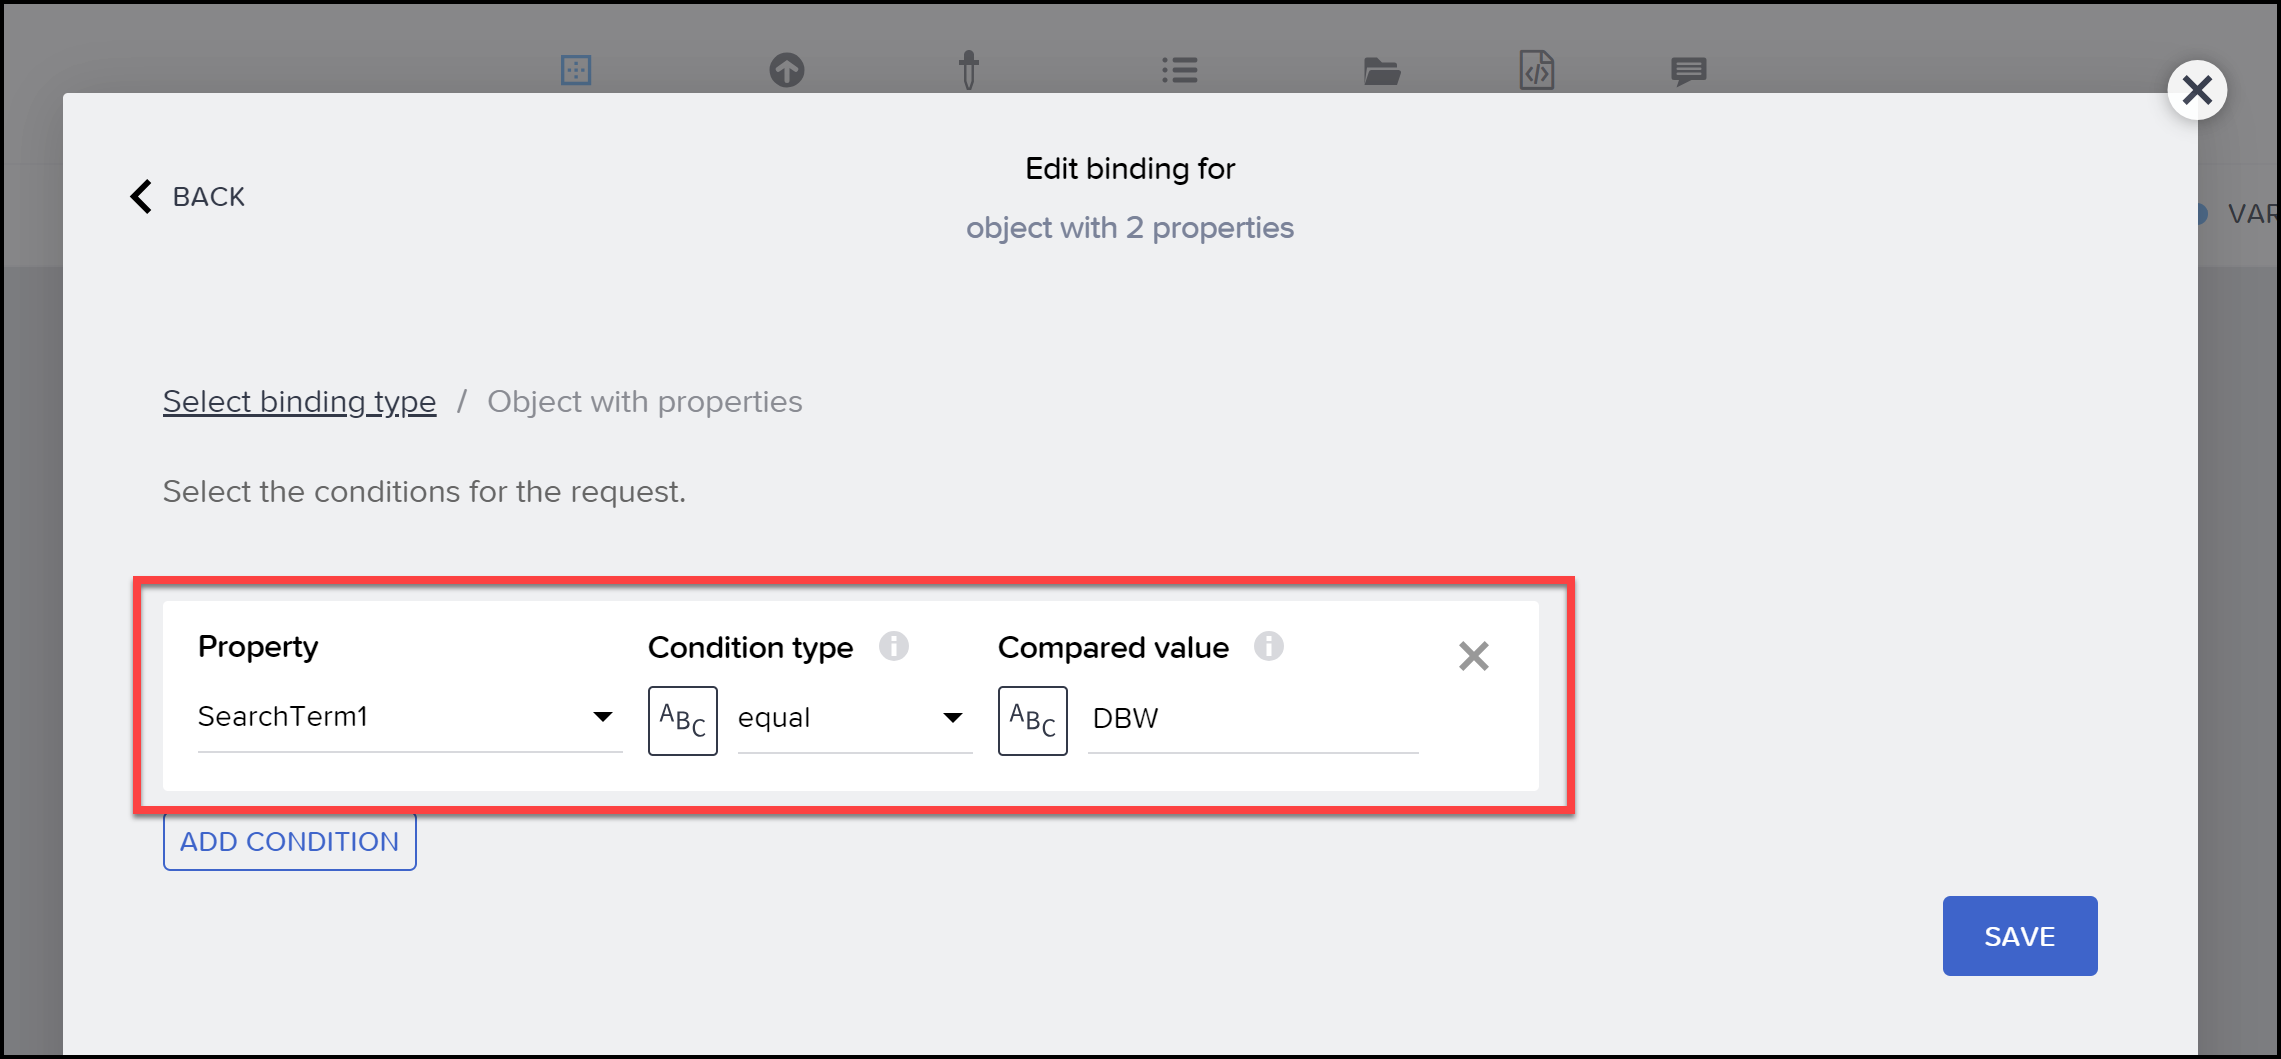 Edit binding for
BACK
object with 2 properties
VAR
Select binding type / Object with properties
Select the conditions for the request.
Property Condition type Compared value
SearchTerm1 ABC equal ABC DBW
ADD CONDITION
SAVE